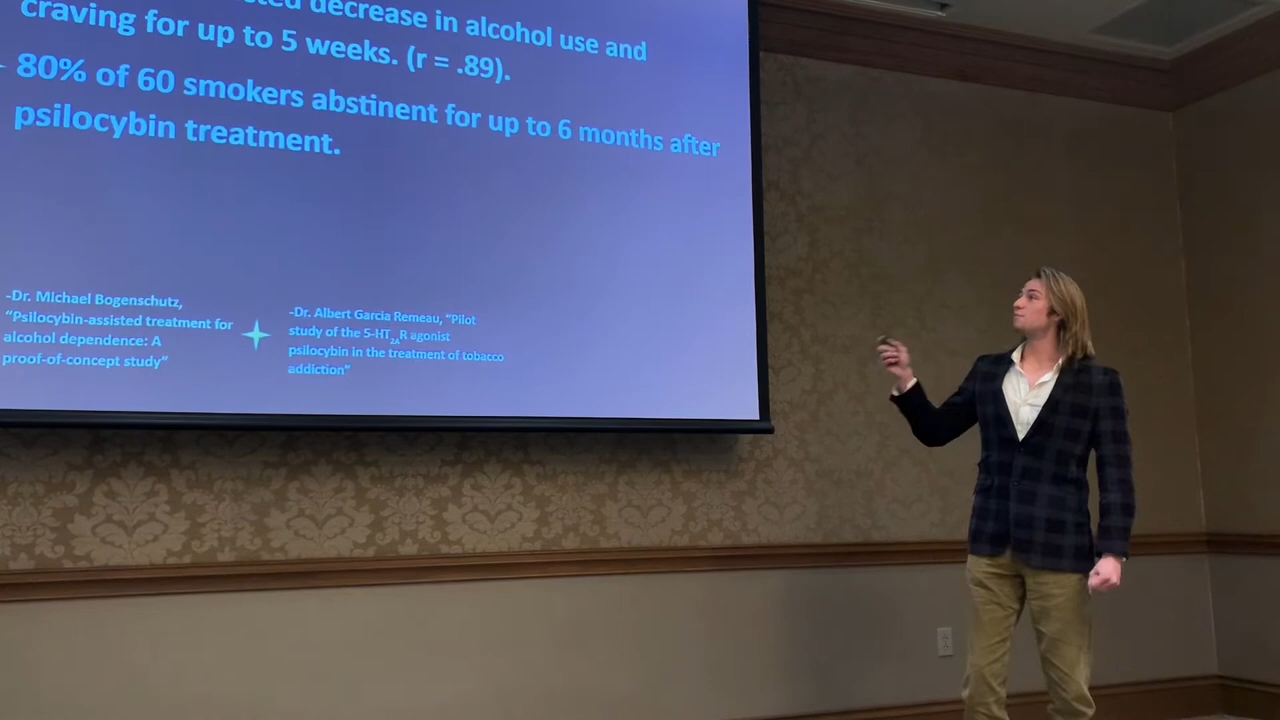 decrease in alcohol use and
craving for up to 5 weeks. (r = .89).
80% of 60 smokers abstinent for up to 6 months after
psilocybin treatment.
-Dr. Michael Bogenschutz,
“Psilocybin-assisted treatment for
alcohol dependence: A
proof-of-concept study”
-Dr. Albert Garcia Remeau, “Pilot
study of the 5-HT2AR agonist
psilocybin in the treatment of tobacco
addiction”